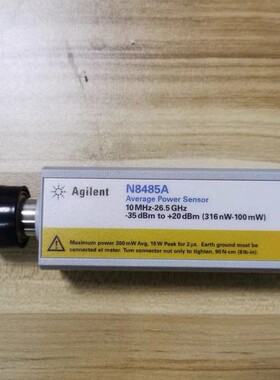 Agilent
N8485A
Average Power Sensor
10 MHz-26.5 GHz
-35 dBm to +20 dBm (316 nW-100 mW)
Maximum power 200 mW Avg, 15 W Peak for 2 µs. Earth ground must be
connected at meter. Turn connector nut only to tighten, 90 N-cm (8 lb-in).